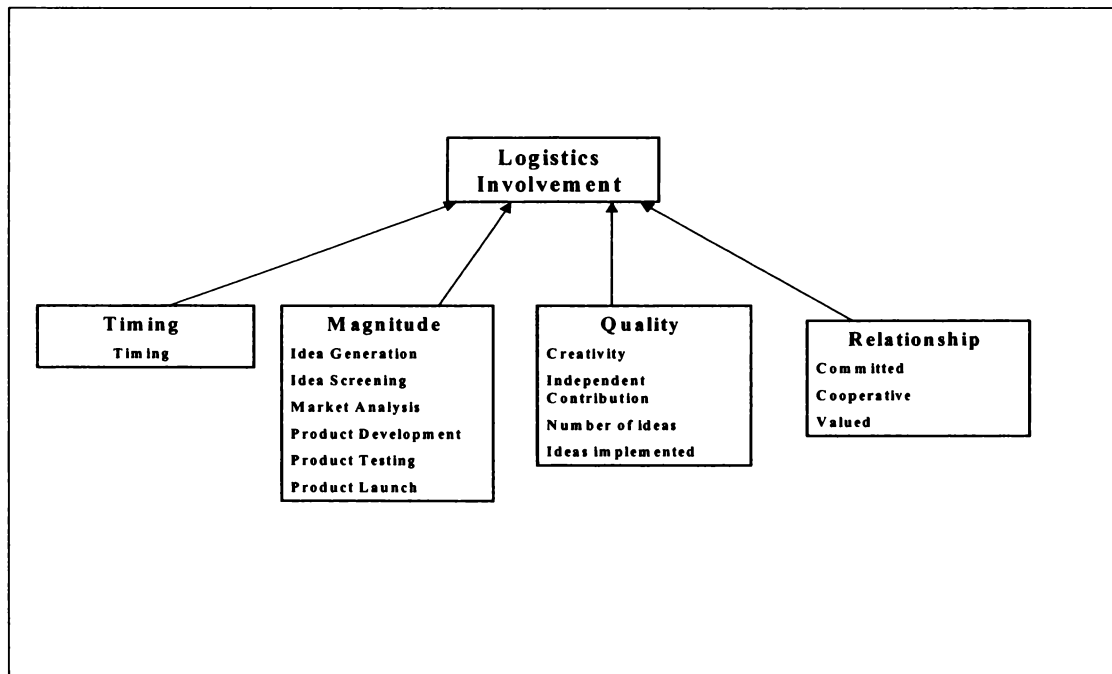 Logistics
Involvement
Timing
Timing
Magnitude
Idea Generation
Idea Screening
Market Analysis
Product Development
Product Testing
Product Launch
Quality
Creativity
Independent
Contribution
Number of ideas
Ideas implemented
Relationship
Committed
Cooperative
Valued